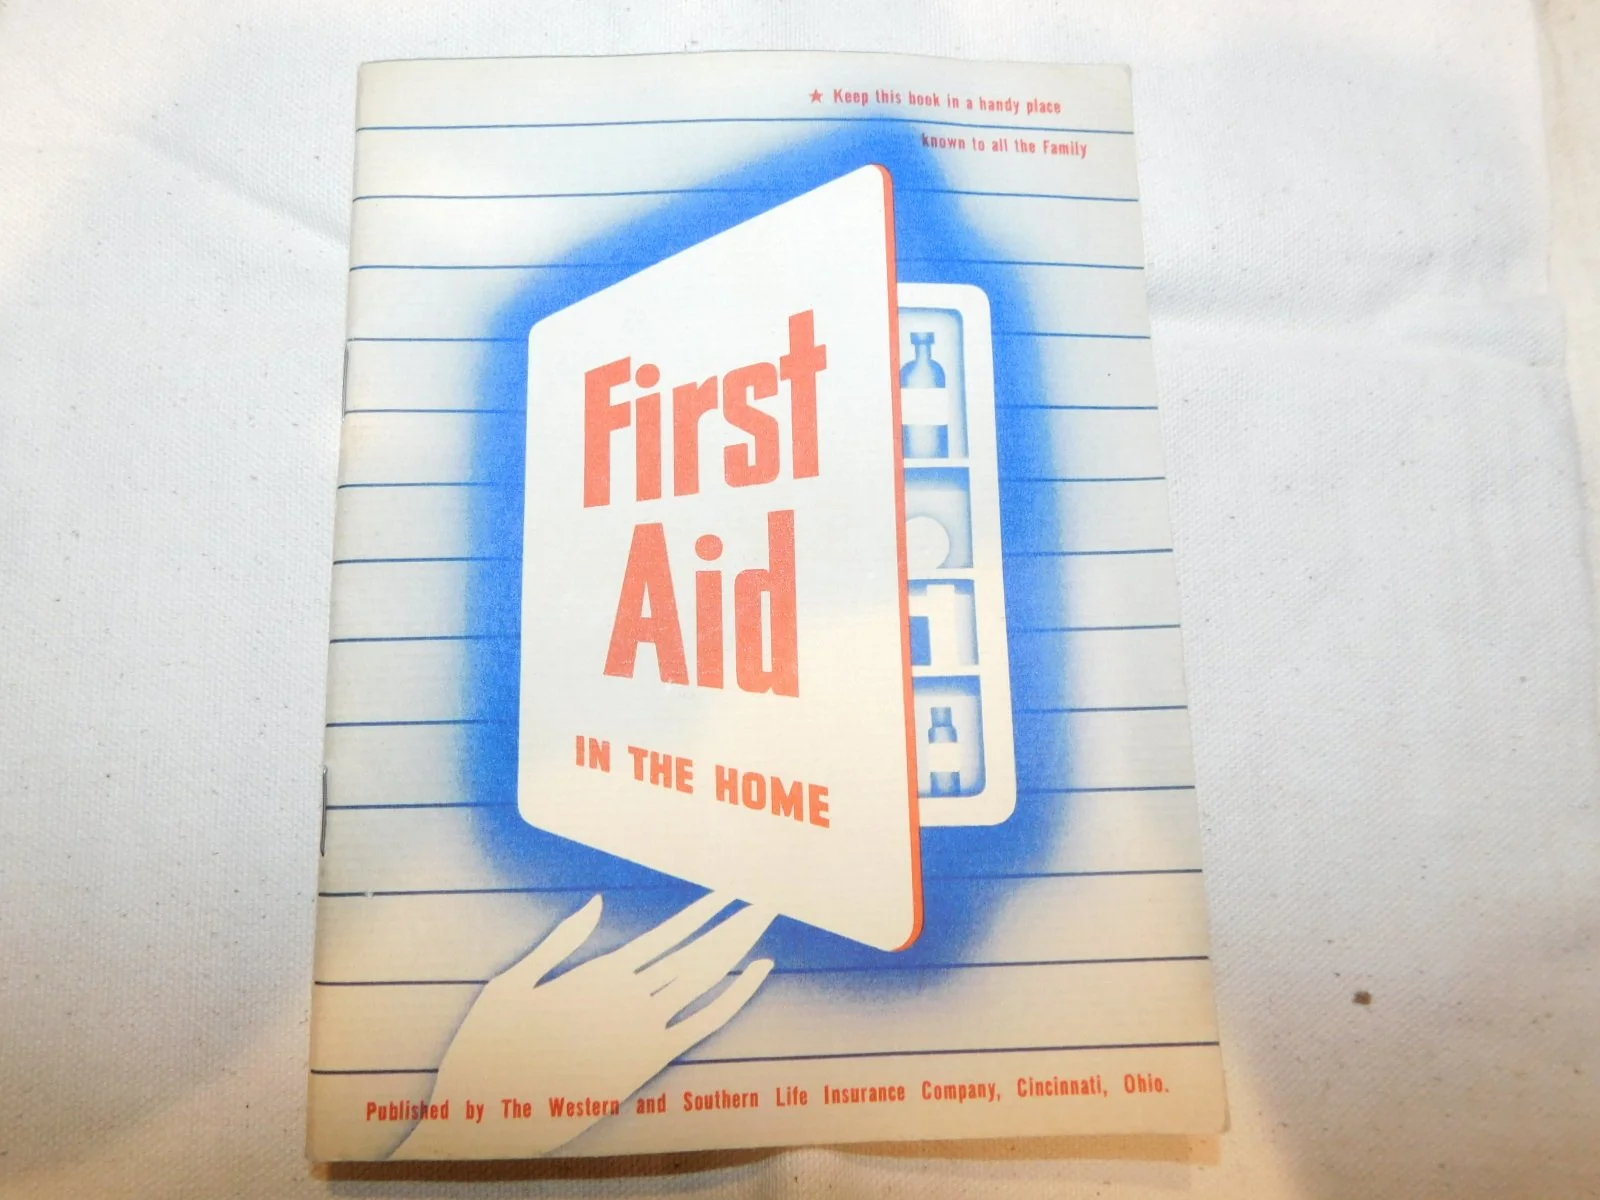 ★ Keep this book in a handy place
known to all the Family
First
Aid
IN THE HOME
Published by The Western and Southern Life Insurance Company, Cincinnati, Ohio.